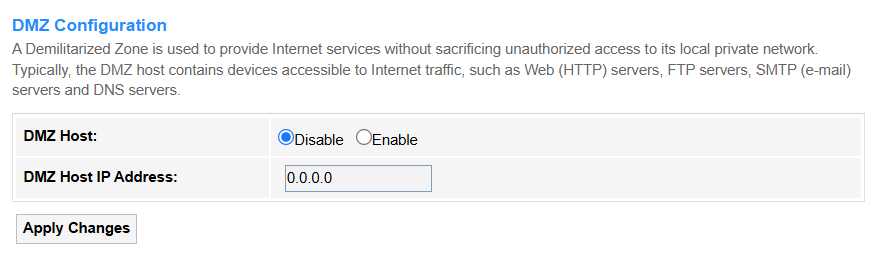 DMZ Configuration
A Demilitarized Zone is used to provide Internet services without sacrificing unauthorized access to its local private network.
Typically, the DMZ host contains devices accessible to Internet traffic, such as Web (HTTP) servers, FTP servers, SMTP (e-mail)
servers and DNS servers.
DMZ Host: Disable Enable
DMZ Host IP Address: 0.0.0.0
Apply Changes